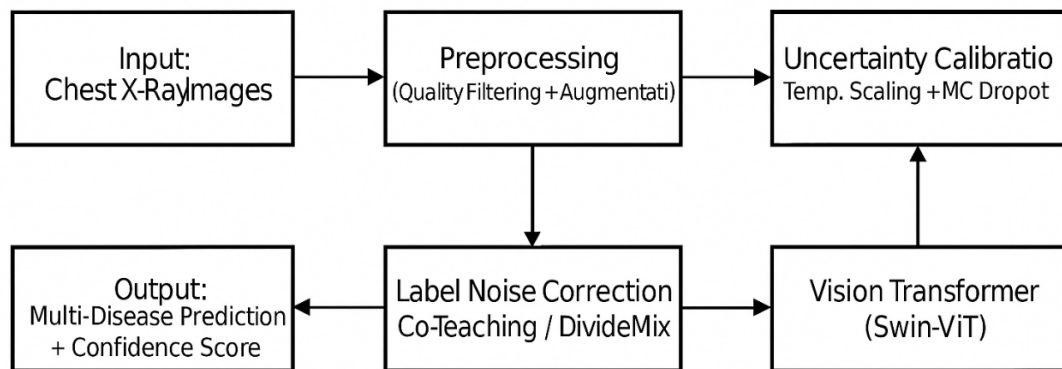 Input:
Chest X-RayImages
Preprocessing
(Quality Filtering +Augmentati)
Uncertainty Calibratio
Temp. Scaling +MC Dropot
Output:
Multi-Disease Prediction
+ Confidence Score
Label Noise Correction
Co-Teaching / DivideMix
Vision Transformer
(Swin-ViT)